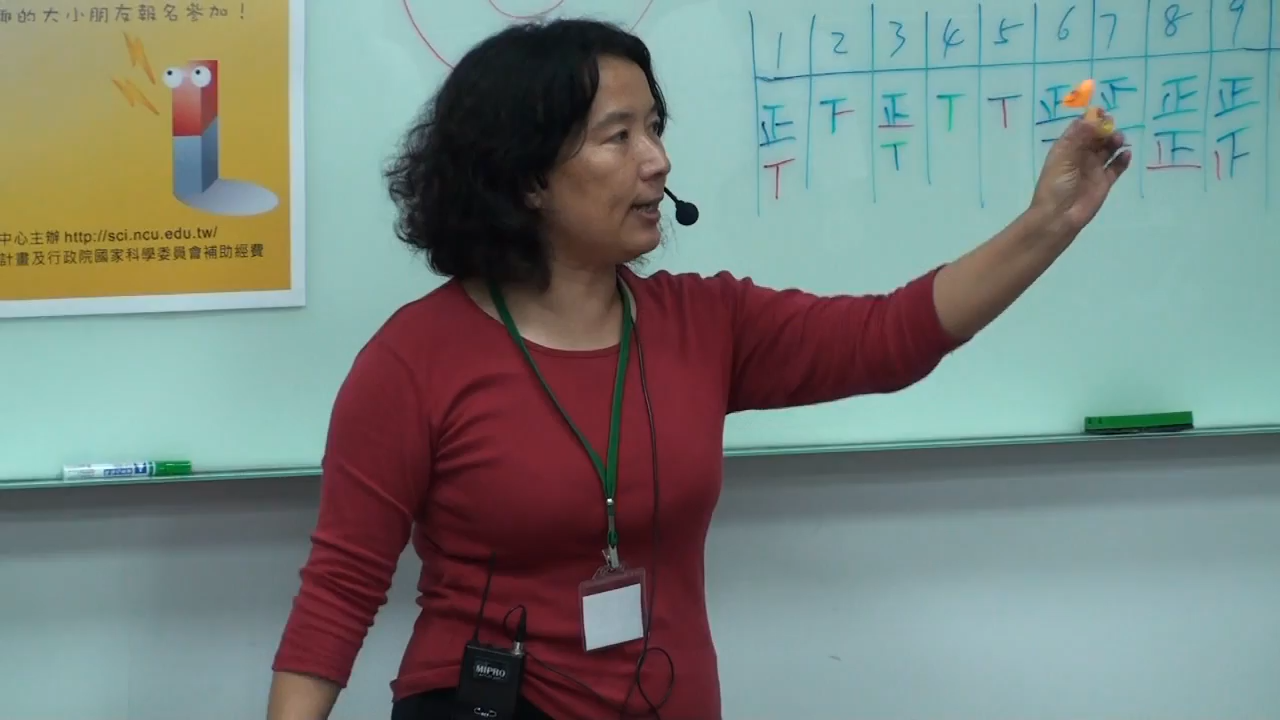 的大小朋友報名參加！
中心主辦 http://sci.ncu.edu.tw/
計畫及行政院國家科學委員會補助經費
1 2 3 4 5 6 7 8 9
正 正 正 正 正 正
MIPRO